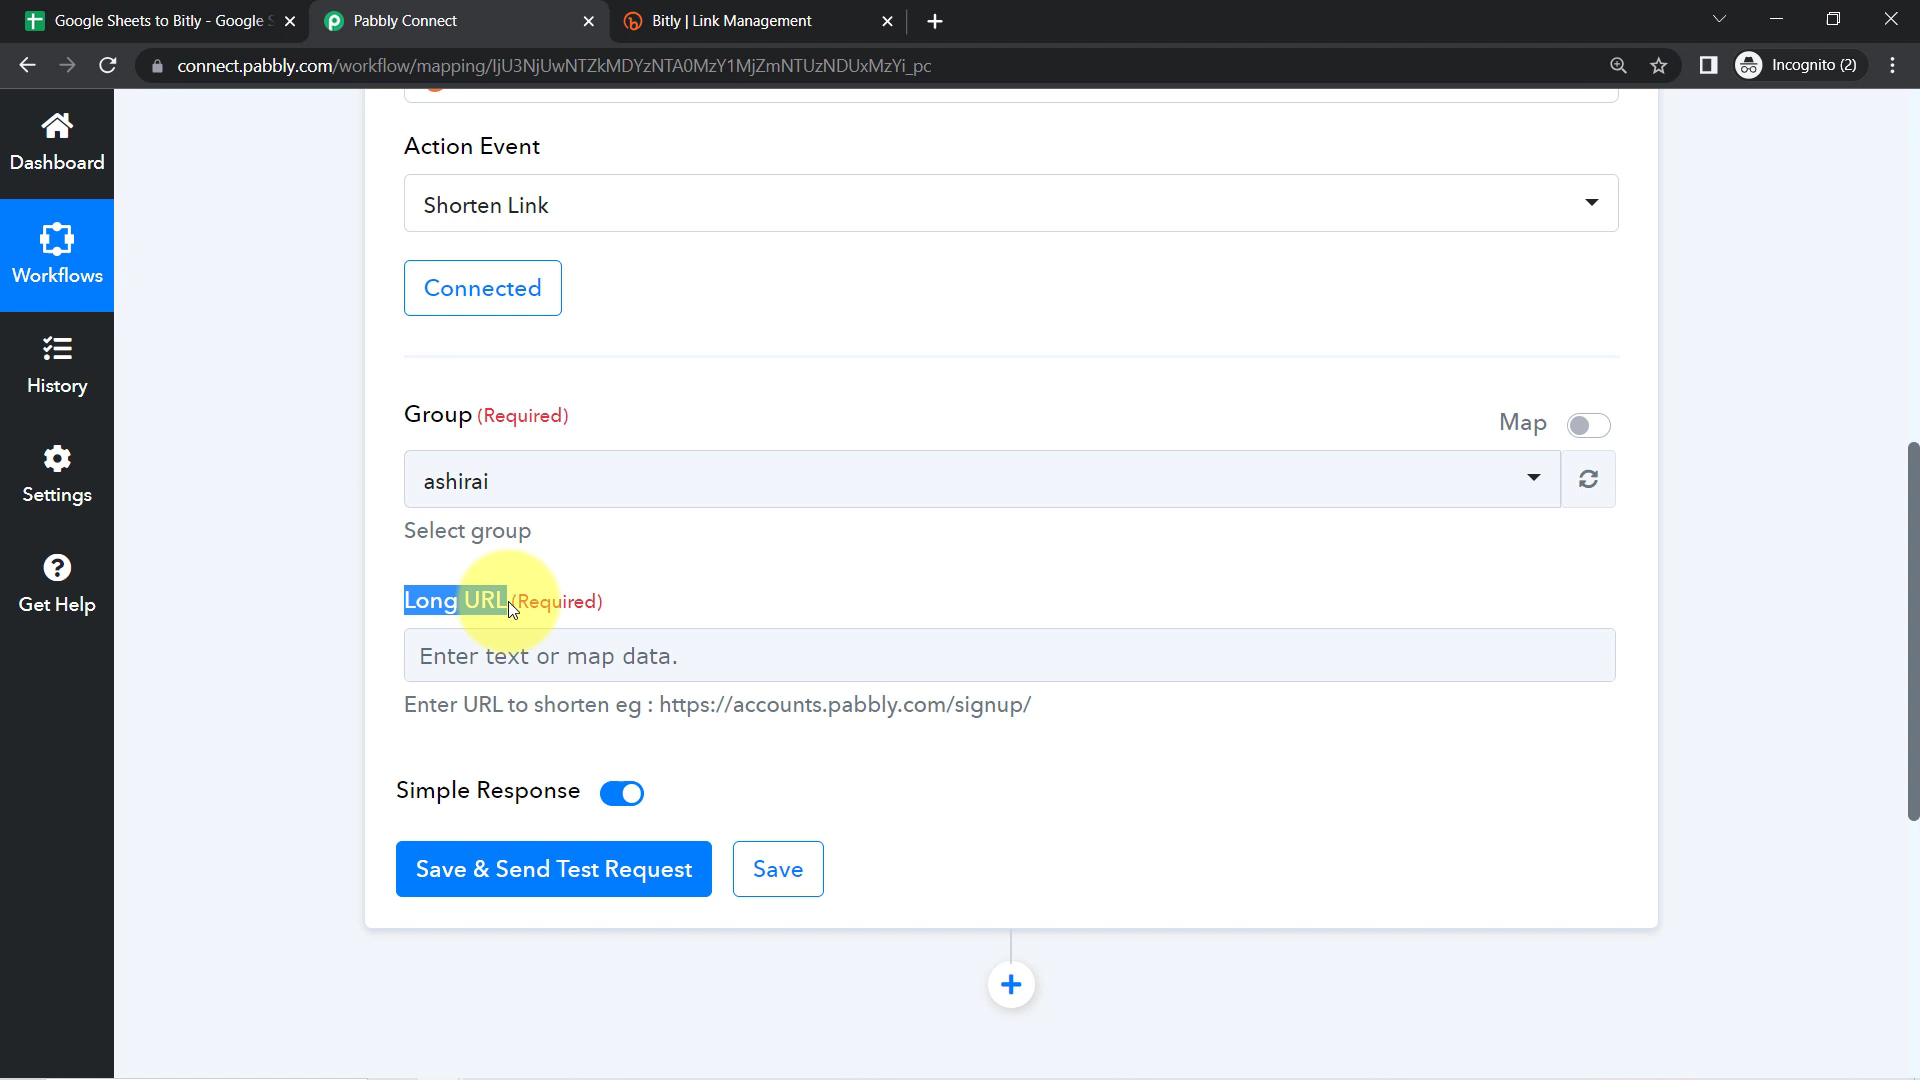 Google Sheets to Bitly - Google S
Pabbly Connect
Bitly | Link Management
connect.pabbly.com/workflow/mapping/IjU3NjUwNTZkMDYzNTA0MzY1MjZmNTUzNDUxMzYi_pc
Incognito (2)
Dashboard
Workflows
History
Settings
Get Help
Action Event
Shorten Link
Connected
Group (Required)
Map
ashirai
Select group
Long URL (Required)
Enter text or map data.
Enter URL to shorten eg : https://accounts.pabbly.com/signup/
Simple Response
Save & Send Test Request
Save